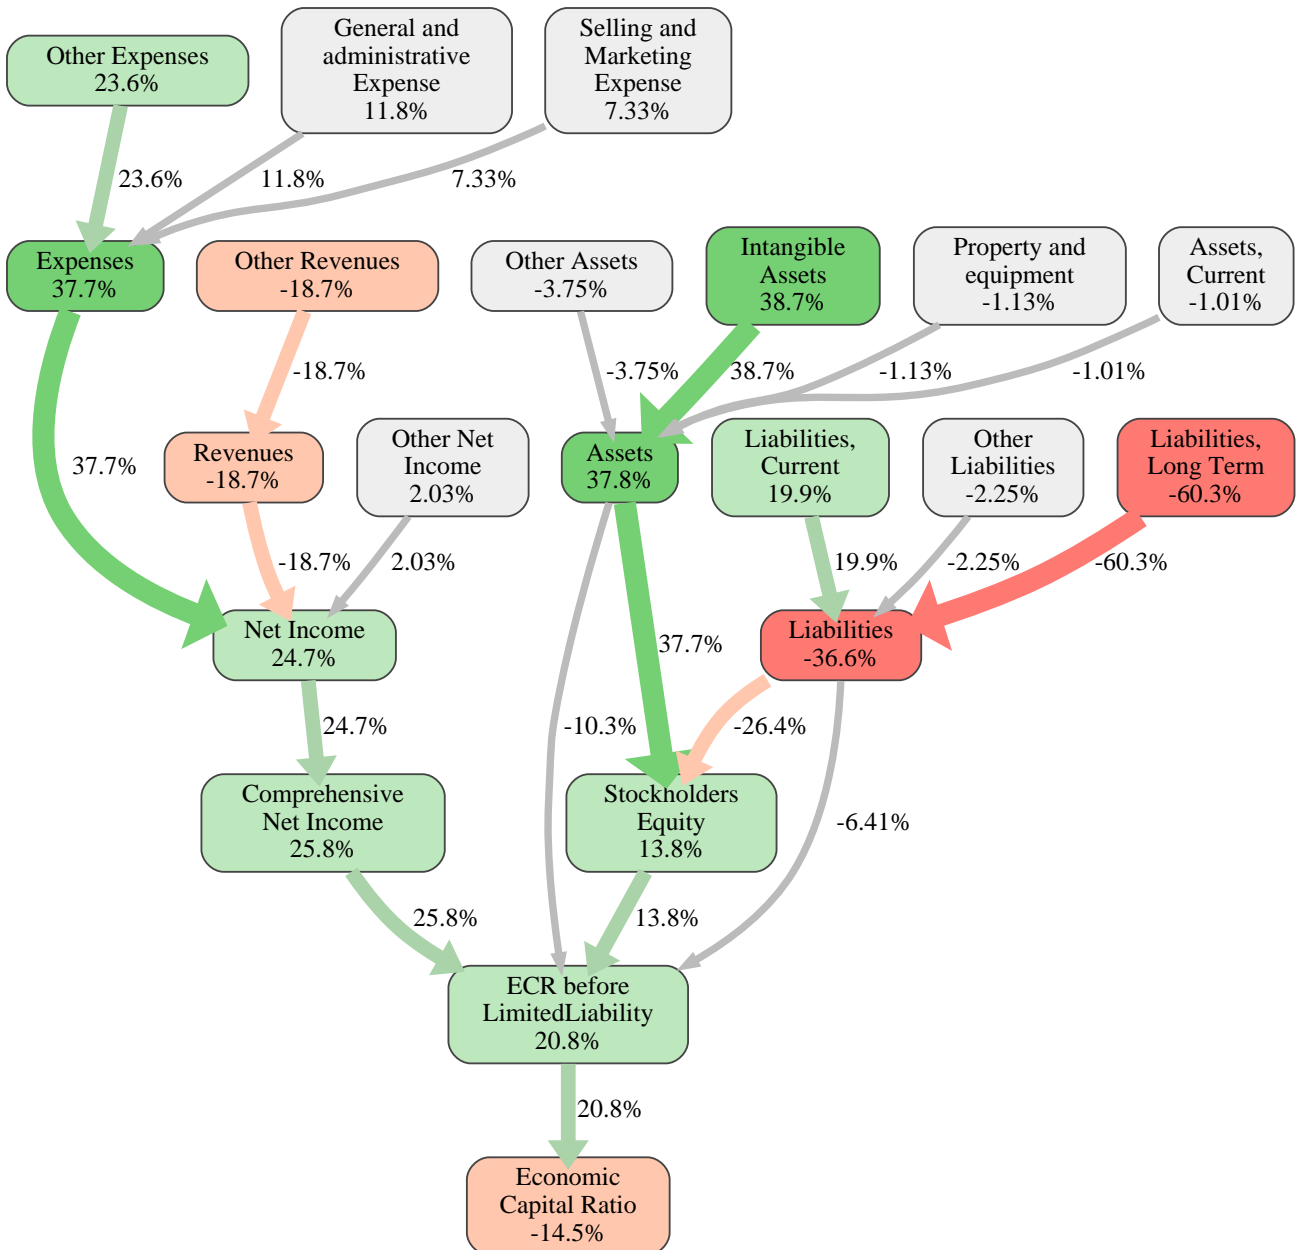 Other Expenses
23.6%
General and
administrative
Expense
11.8%
Selling and
Marketing
Expense
7.33%
23.6%
11.8%
7.33%
Expenses
37.7%
Other Revenues
-18.7%
Other Assets
-3.75%
Intangible
Assets
38.7%
Property and
equipment
-1.13%
Assets,
Current
-1.01%
-18.7%
-3.75%
38.7%
-1.13%
-1.01%
37.7%
Revenues
-18.7%
Other Net
Income
2.03%
Assets
37.8%
Liabilities,
Current
19.9%
Other
Liabilities
-2.25%
Liabilities,
Long Term
-60.3%
-18.7%
2.03%
19.9%
-2.25%
-60.3%
Net Income
24.7%
37.7%
Liabilities
-36.6%
24.7%
-10.3%
-26.4%
Comprehensive
Net Income
25.8%
Stockholders
Equity
13.8%
-6.41%
25.8%
13.8%
ECR before
LimitedLiability
20.8%
20.8%
Economic
Capital Ratio
-14.5%